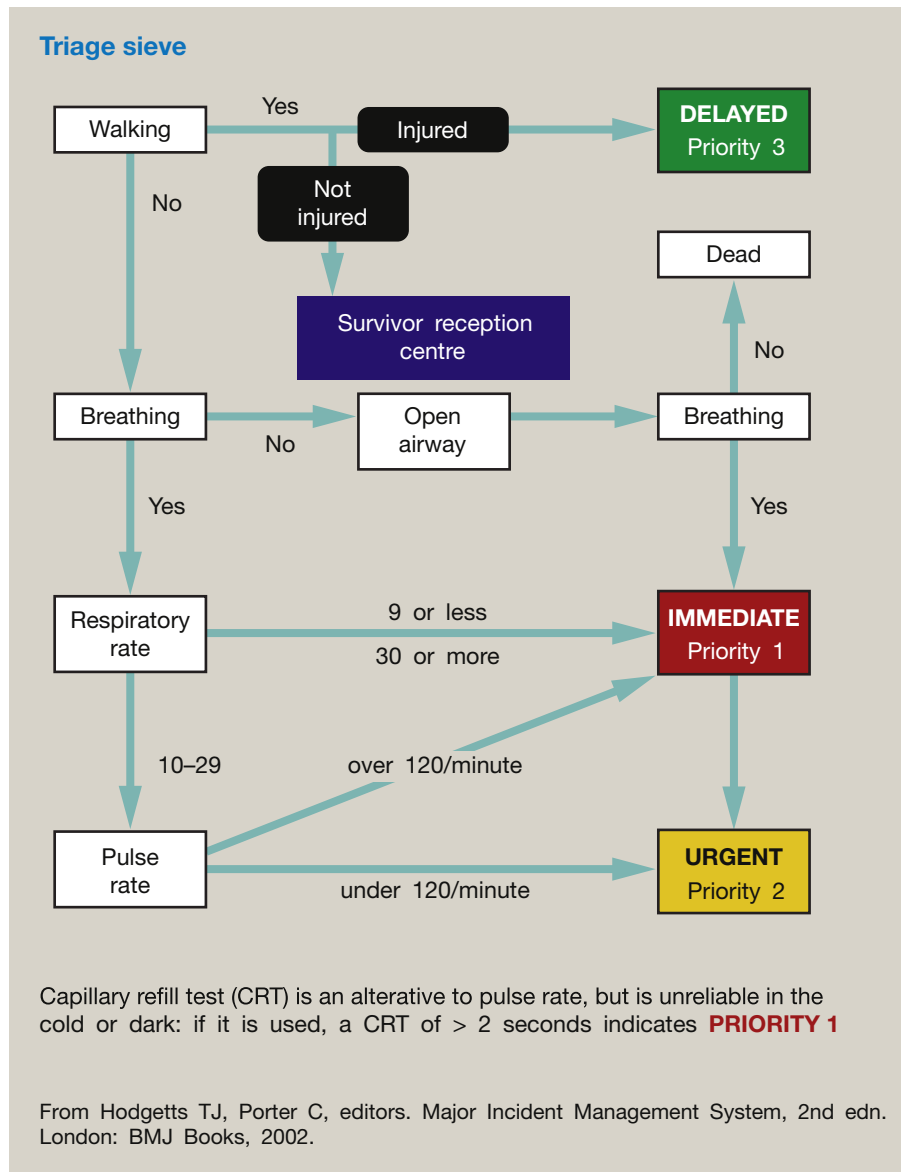 Triage sieve
Walking
Yes
Injured
DELAYED
Priority 3
No
Not
injured
Dead
Survivor reception
centre
No
Breathing
No
Open
airway
Breathing
Yes
Yes
Respiratory
rate
9 or less
30 or more
IMMEDIATE
Priority 1
10–29
over 120/minute
Pulse
rate
under 120/minute
URGENT
Priority 2
Capillary refill test (CRT) is an alterative to pulse rate, but is unreliable in the
cold or dark: if it is used, a CRT of > 2 seconds indicates PRIORITY 1
From Hodgetts TJ, Porter C, editors. Major Incident Management System, 2nd edn.
London: BMJ Books, 2002.